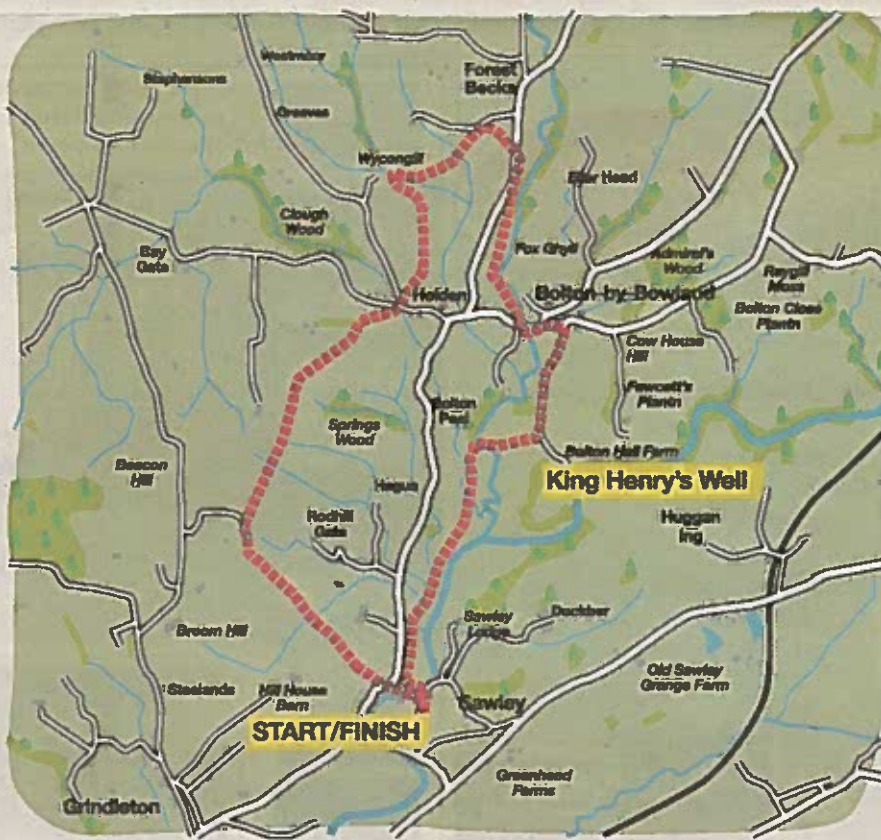 Westmoor
Stephensons
Forest
Becks
Greaves
Wycongill
Eller Head
Clough
Wood
Bay
Gate
Fox Ghyll
Admiral's
Wood
Raygill
Moss
Holden
Bolton-by-Bowland
Bolton Close
Plantn
Cow House
Hill
Fawcett's
Plantn
Bolton
Peel
Springs
Wood
Beacon
Hill
Bolton Hall Farm
King Henry's Well
Hague
Rodhill
Gate
Huggan
Ing
Dockber
Sawley
Lodge
Broom Hill
Steelands
Hill House
Barn
Sawley
Old Sawley
Grange Farm
START/FINISH
Greenhead
Farms
Grindleton